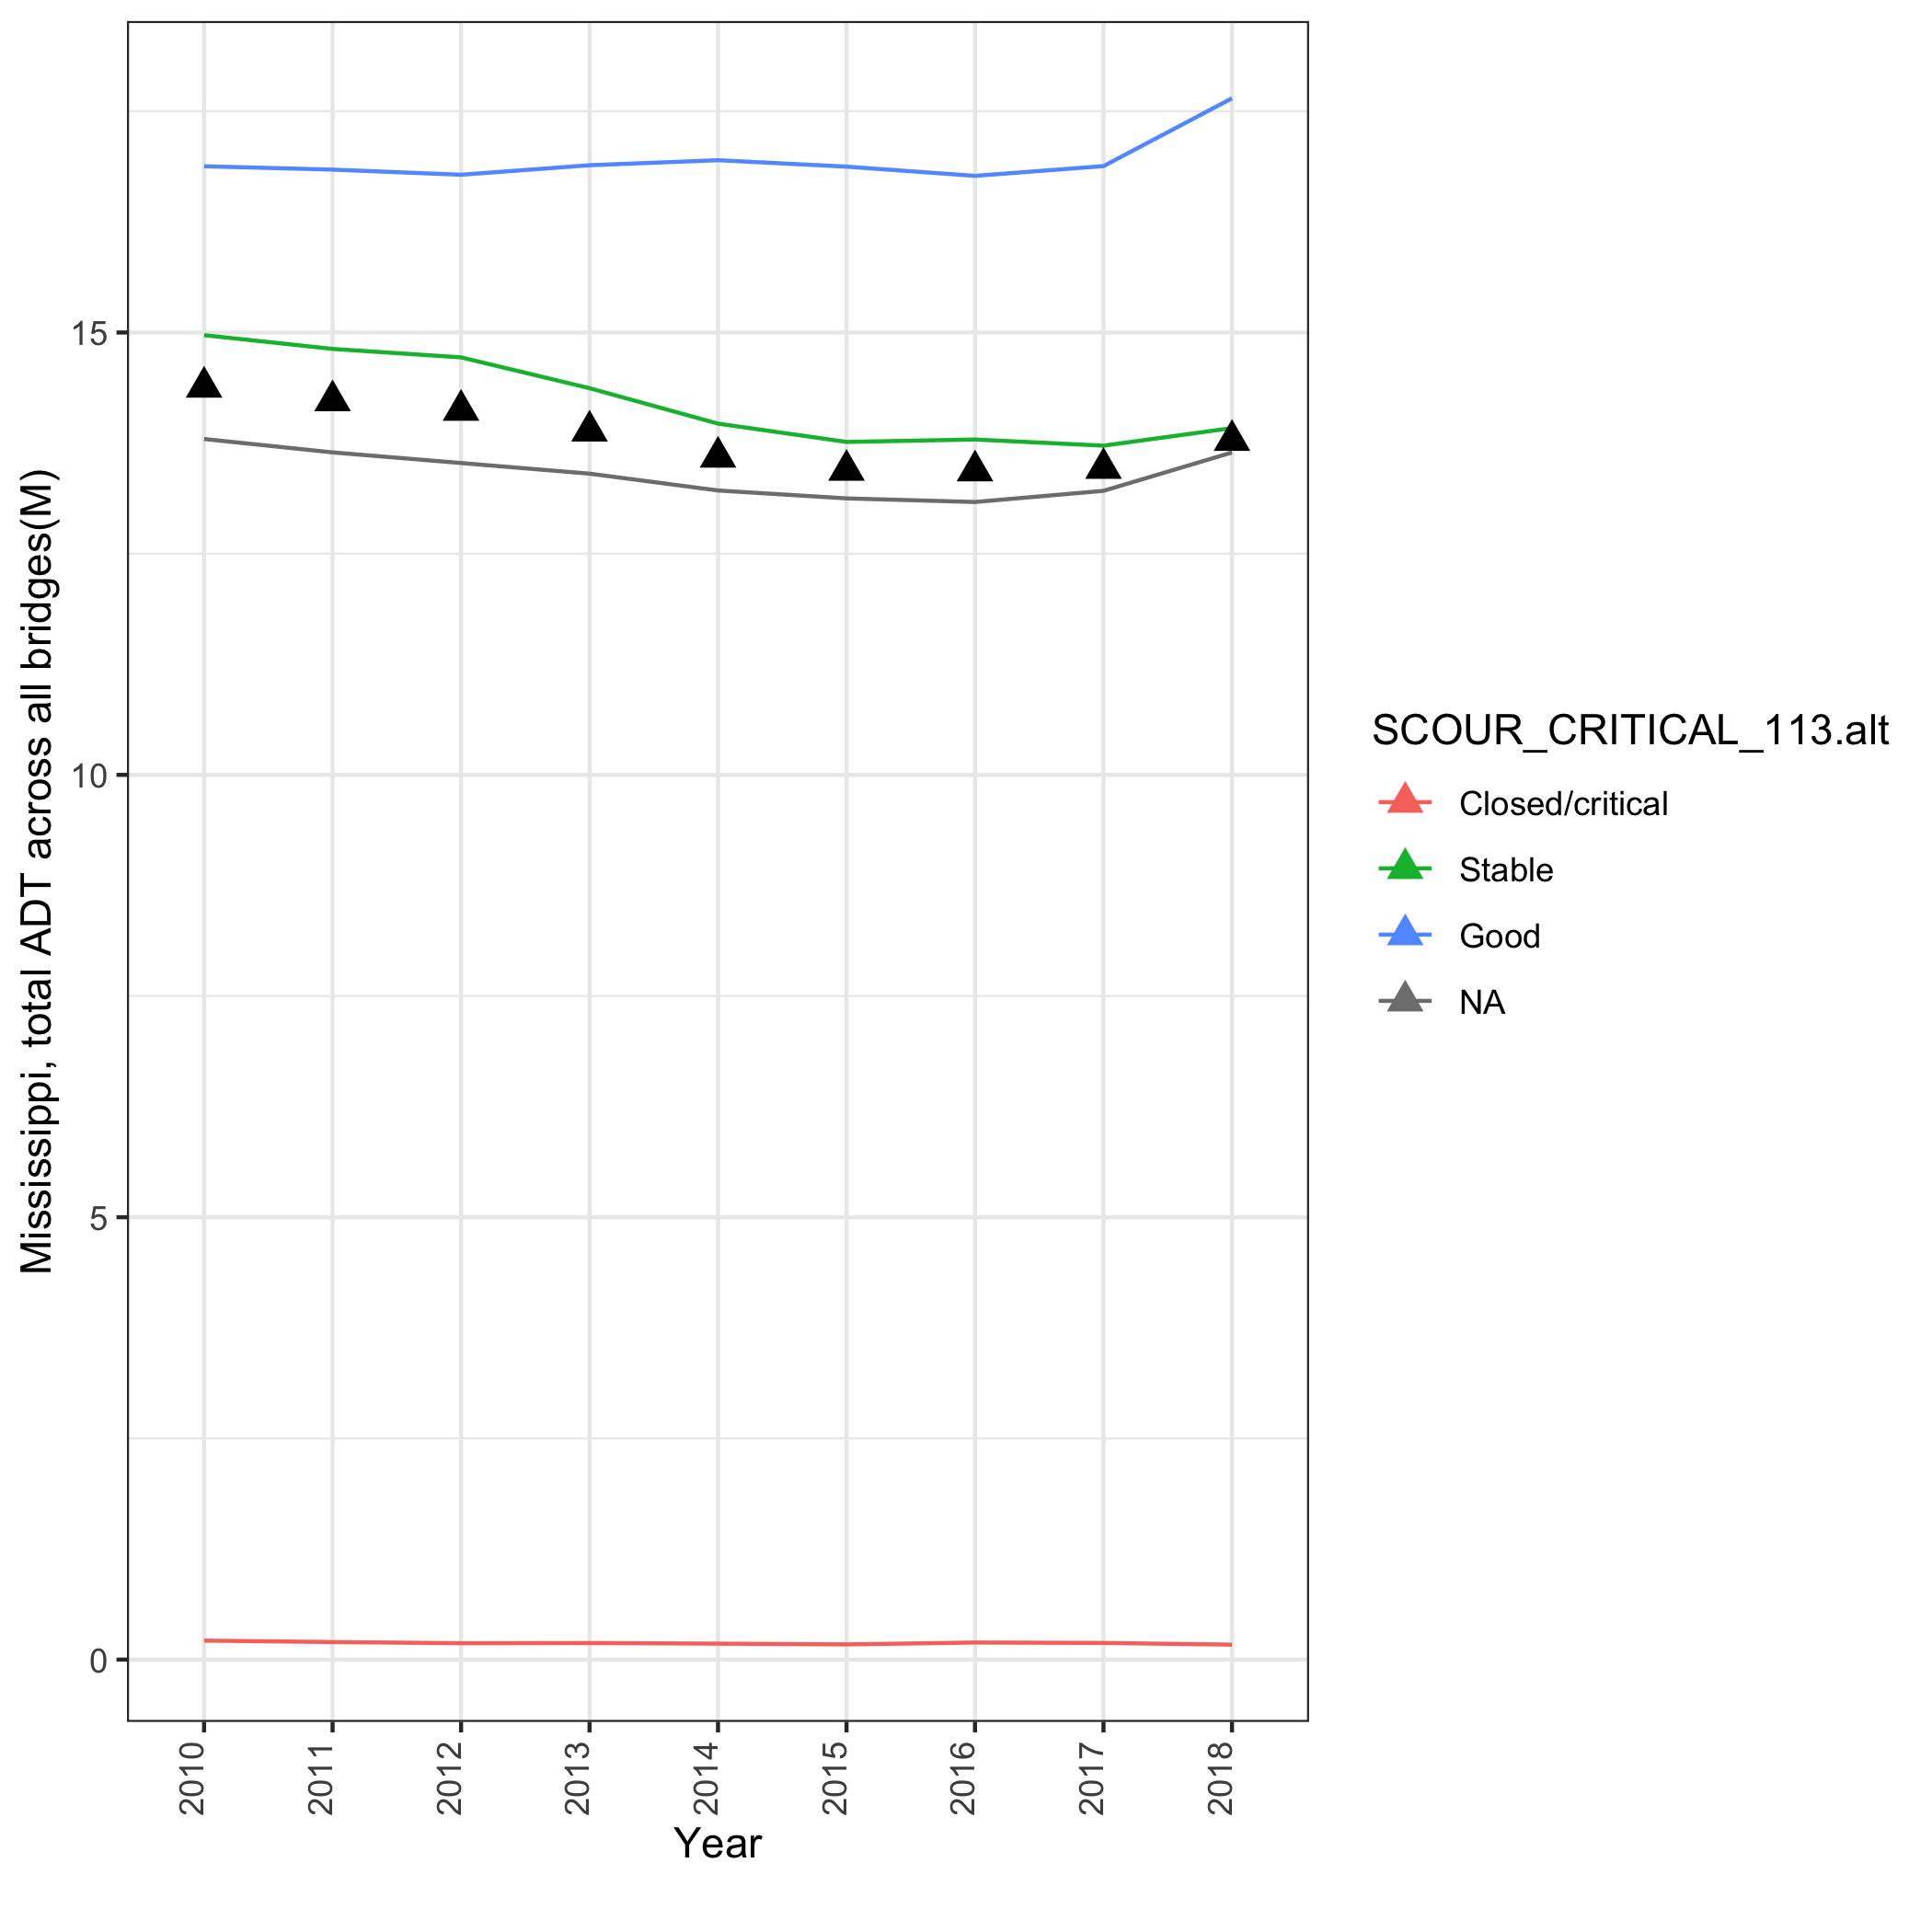 Mississippi, total ADT across all bridges(M)
15
10
5
0
2010
2011
2012
2013
2014
2015
2016
2017
2018
Year
SCOUR_CRITICAL_113.alt
Closed/critical
Stable
Good
NA